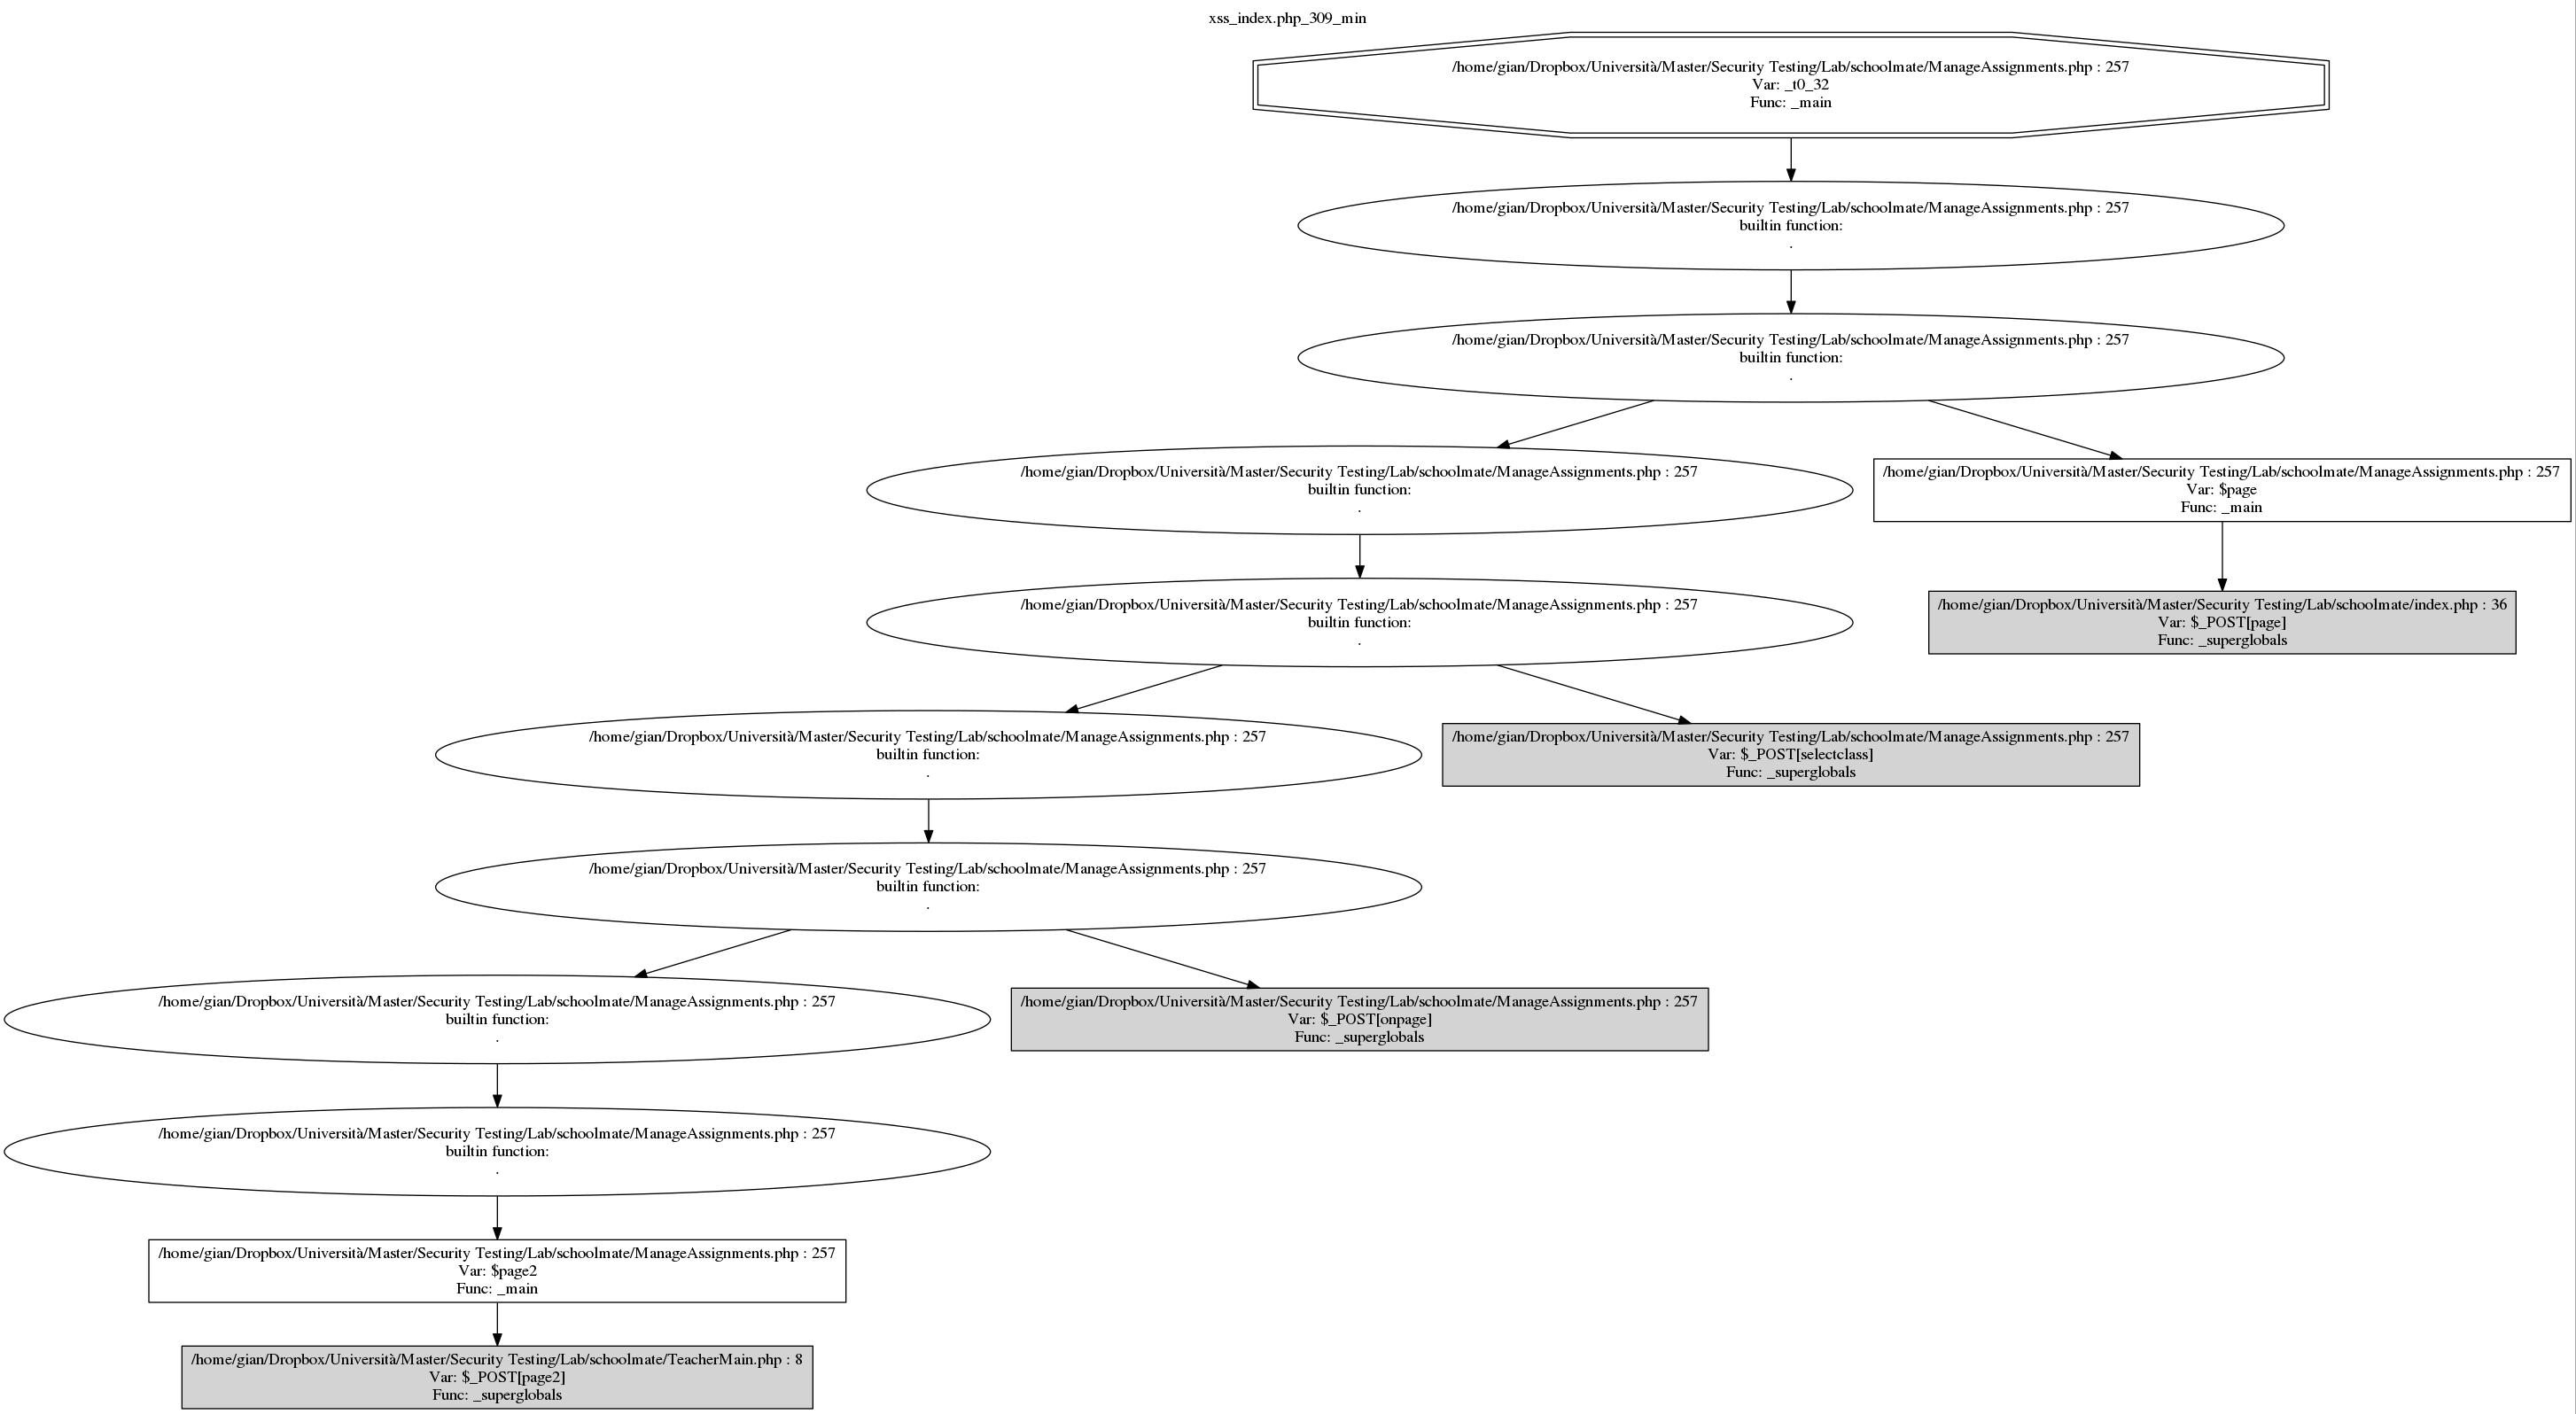 xss_index.php_309_min
/home/gian/Dropbox/Università/Master/Security Testing/Lab/schoolmate/ManageAssignments.php : 257
Var: _t0_32
Func: _main
/home/gian/Dropbox/Università/Master/Security Testing/Lab/schoolmate/ManageAssignments.php : 257
builtin function:
.
/home/gian/Dropbox/Università/Master/Security Testing/Lab/schoolmate/ManageAssignments.php : 257
builtin function:
.
/home/gian/Dropbox/Università/Master/Security Testing/Lab/schoolmate/ManageAssignments.php : 257
builtin function:
.
/home/gian/Dropbox/Università/Master/Security Testing/Lab/schoolmate/ManageAssignments.php : 257
Var: $page
Func: _main
/home/gian/Dropbox/Università/Master/Security Testing/Lab/schoolmate/ManageAssignments.php : 257
builtin function:
.
/home/gian/Dropbox/Università/Master/Security Testing/Lab/schoolmate/index.php : 36
Var: $_POST[page]
Func: _superglobals
/home/gian/Dropbox/Università/Master/Security Testing/Lab/schoolmate/ManageAssignments.php : 257
builtin function:
.
/home/gian/Dropbox/Università/Master/Security Testing/Lab/schoolmate/ManageAssignments.php : 257
Var: $_POST[selectclass]
Func: _superglobals
/home/gian/Dropbox/Università/Master/Security Testing/Lab/schoolmate/ManageAssignments.php : 257
builtin function:
.
/home/gian/Dropbox/Università/Master/Security Testing/Lab/schoolmate/ManageAssignments.php : 257
builtin function:
.
/home/gian/Dropbox/Università/Master/Security Testing/Lab/schoolmate/ManageAssignments.php : 257
Var: $_POST[onpage]
Func: _superglobals
/home/gian/Dropbox/Università/Master/Security Testing/Lab/schoolmate/ManageAssignments.php : 257
builtin function:
.
/home/gian/Dropbox/Università/Master/Security Testing/Lab/schoolmate/ManageAssignments.php : 257
Var: $page2
Func: _main
/home/gian/Dropbox/Università/Master/Security Testing/Lab/schoolmate/TeacherMain.php : 8
Var: $_POST[page2]
Func: _superglobals